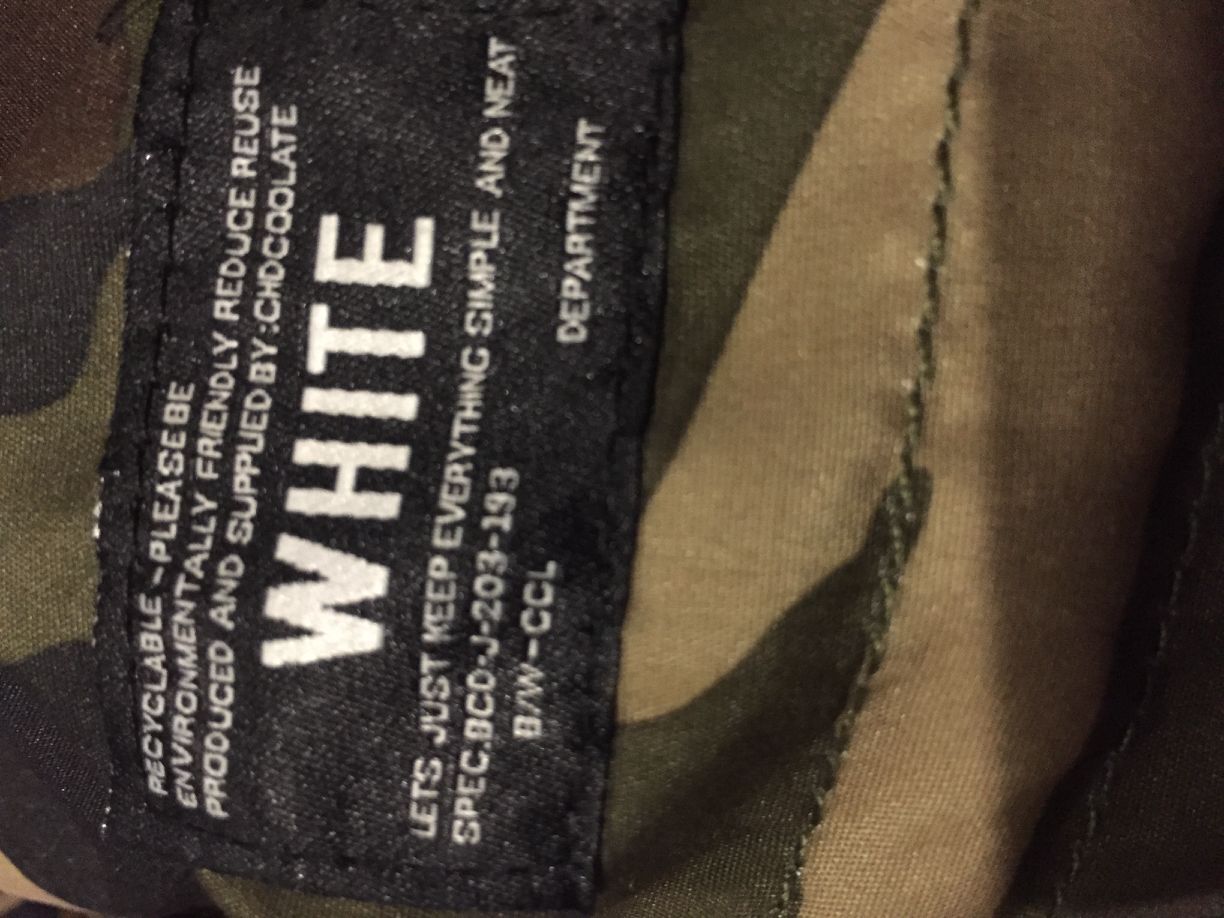 RECYCLABLE - PLEASE BE
ENVIRONMENTALLY FRIENDLY REDUCE REUSE
PRODUCED AND SUPPLIED BY :CHOCOOLATE
WHITE
LETS JUST KEEP EVERYTHING SIMPLE AND NEAT
SPEC.BCD-J-203-193
B/W-CCL
DEPARTMENT